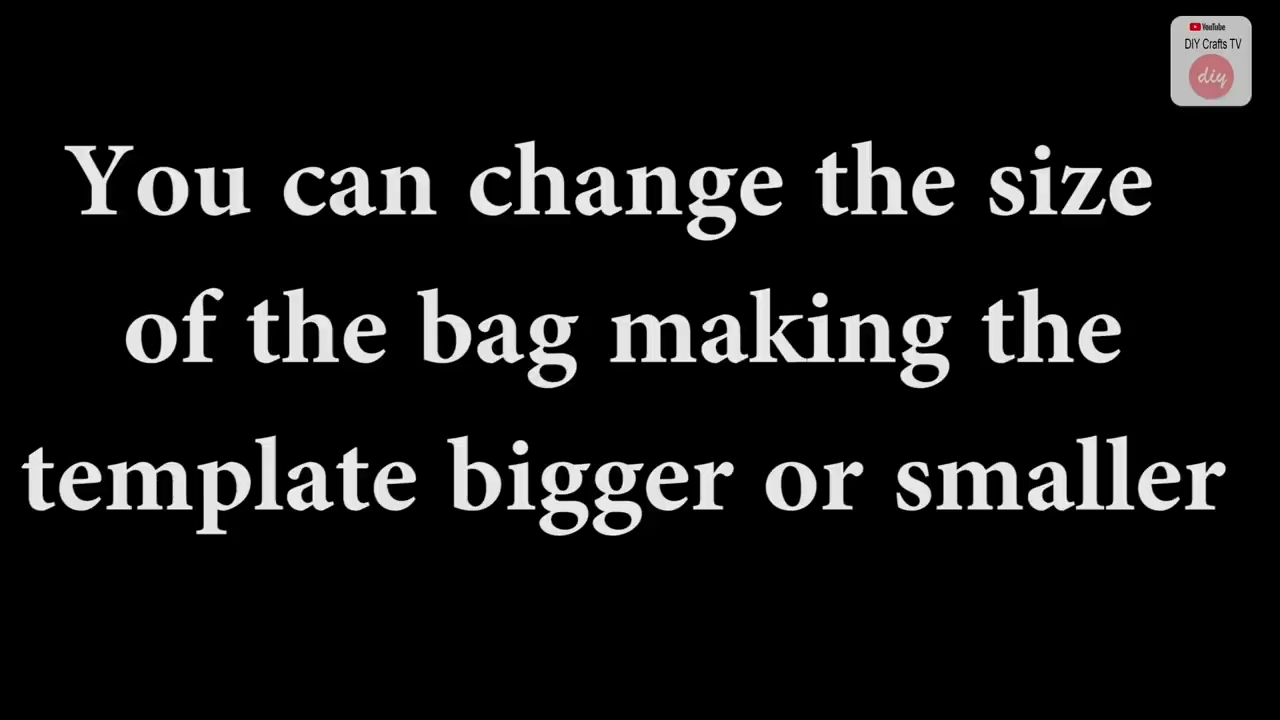 YouTube
DIY Crafts TV
diy
You can change the size
of the bag making the
template bigger or smaller